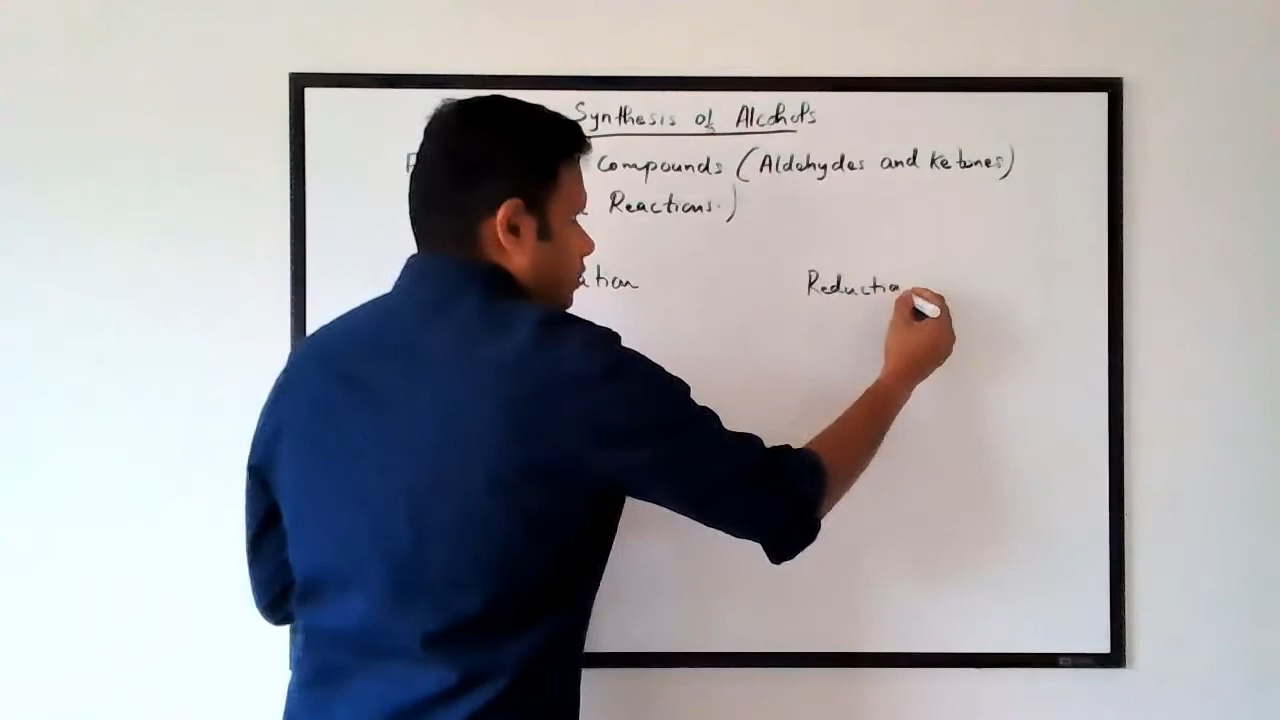 Synthesis of Alcohols
Compounds (Aldehydes and Ketones)
Reactions.)
ation Reductio